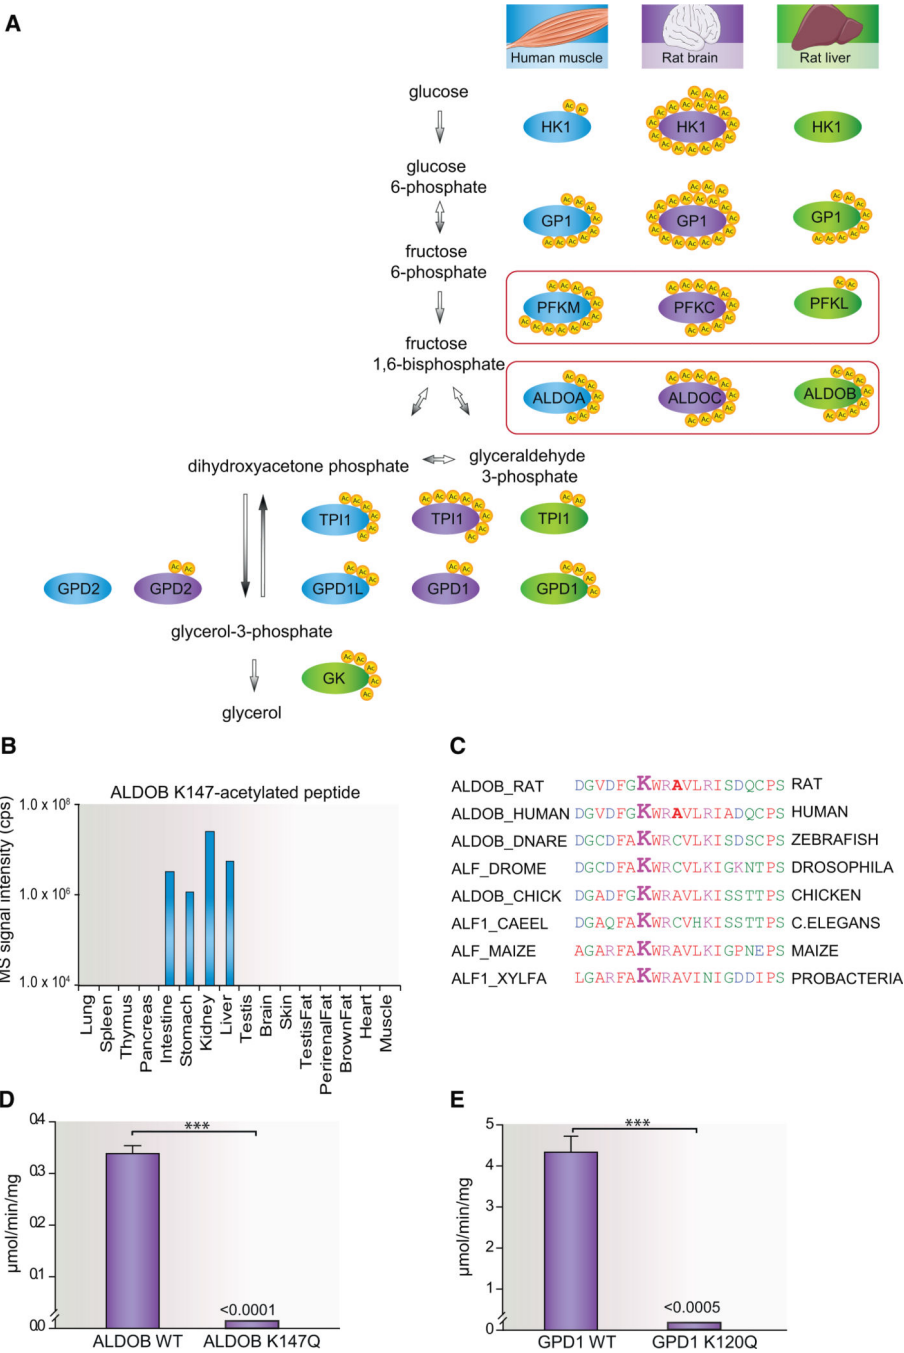 A
Human muscle
Rat brain
Rat liver
glucose
HK1
HK1
HK1
glucose
6-phosphate
GP1
GP1
GP1
fructose
6-phosphate
PFKM
PFKC
PFKL
fructose
1,6-bisphosphate
ALDOA
ALDOC
ALDOB
dihydroxyacetone phosphate
glyceraldehyde
3-phosphate
TPI1
TPI1
TPI1
GPD2
GPD2
GPD1L
GPD1
GPD1
glycerol-3-phosphate
GK
glycerol
B
ALDOB K147-acetylated peptide
MS signal intensity (cps)
1.0 x 10⁸
1.0 x 10⁶
1.0 x 10⁴
Lung
Spleen
Thymus
Pancreas
Intestine
Stomach
Kidney
Liver
Testis
Brain
Skin
TestisFat
PerirenalFat
BrownFat
Heart
Muscle
C
ALDOB_RAT DGVDFGKWRAVLRISDQCPS RAT
ALDOB_HUMAN DGVDFGKWRAVLRIADQCPS HUMAN
ALDOB_DNARE DGCDFAKWRCVLKISDSCPS ZEBRAFISH
ALF_DROME DGCDFAKWRCVLKIGKNTPS DROSOPHILA
ALDOB_CHICK DGADFGKWRAVLKISSTTPS CHICKEN
ALF1_CAEEL DGAQFAKWRCVHKISSTTPS C.ELEGANS
ALF_MAIZE AGARFAKWRAVLKIGPNEPS MAIZE
ALF1_XYLFA LGARFAKWRAVINIGDDIPS PROBACTERIA
D
μmol/min/mg
0.4
0.3
0.2
0.1
0.0
***
<0.0001
ALDOB WT
ALDOB K147Q
E
μmol/min/mg
5
4
3
2
1
0
***
<0.0005
GPD1 WT
GPD1 K120Q